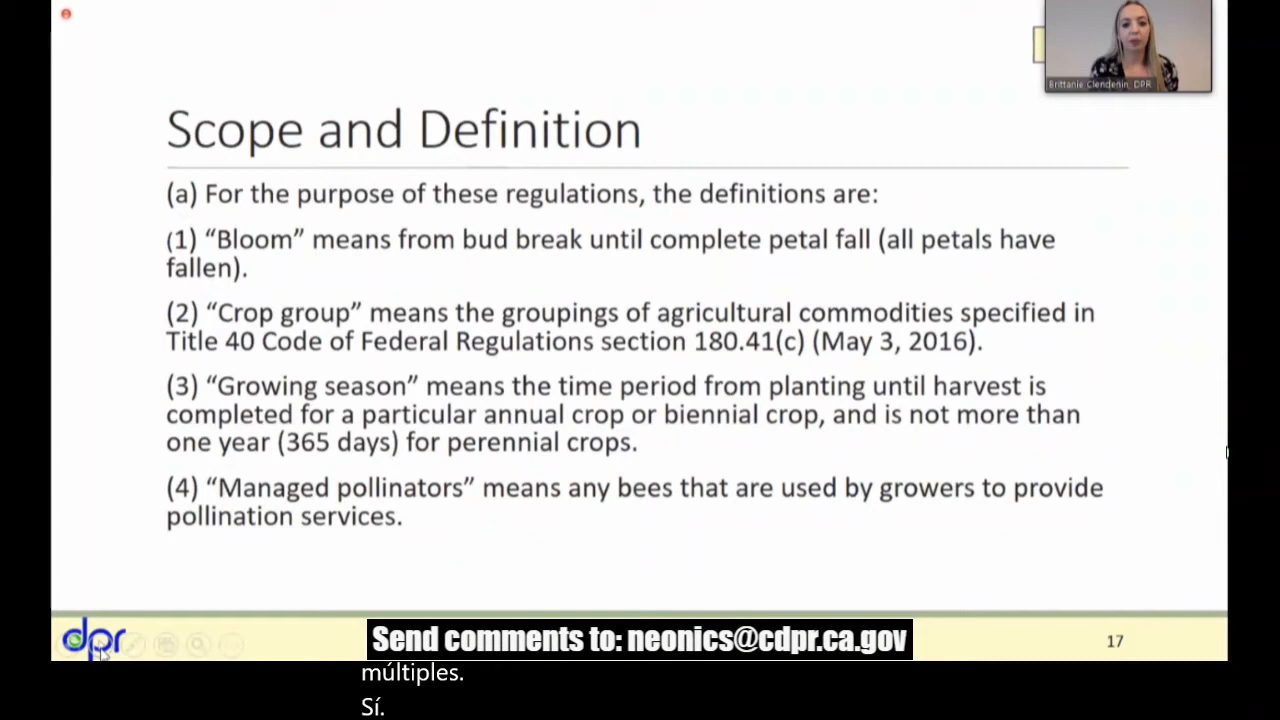 Brittanie Clendenin, DPR
Scope and Definition
(a) For the purpose of these regulations, the definitions are:
(1) “Bloom” means from bud break until complete petal fall (all petals have
fallen).
(2) “Crop group” means the groupings of agricultural commodities specified in
Title 40 Code of Federal Regulations section 180.41(c) (May 3, 2016).
(3) “Growing season” means the time period from planting until harvest is
completed for a particular annual crop or biennial crop, and is not more than
one year (365 days) for perennial crops.
(4) “Managed pollinators” means any bees that are used by growers to provide
pollination services.
dpr
Send comments to: neonics@cdpr.ca.gov
17
múltiples.
Sí.